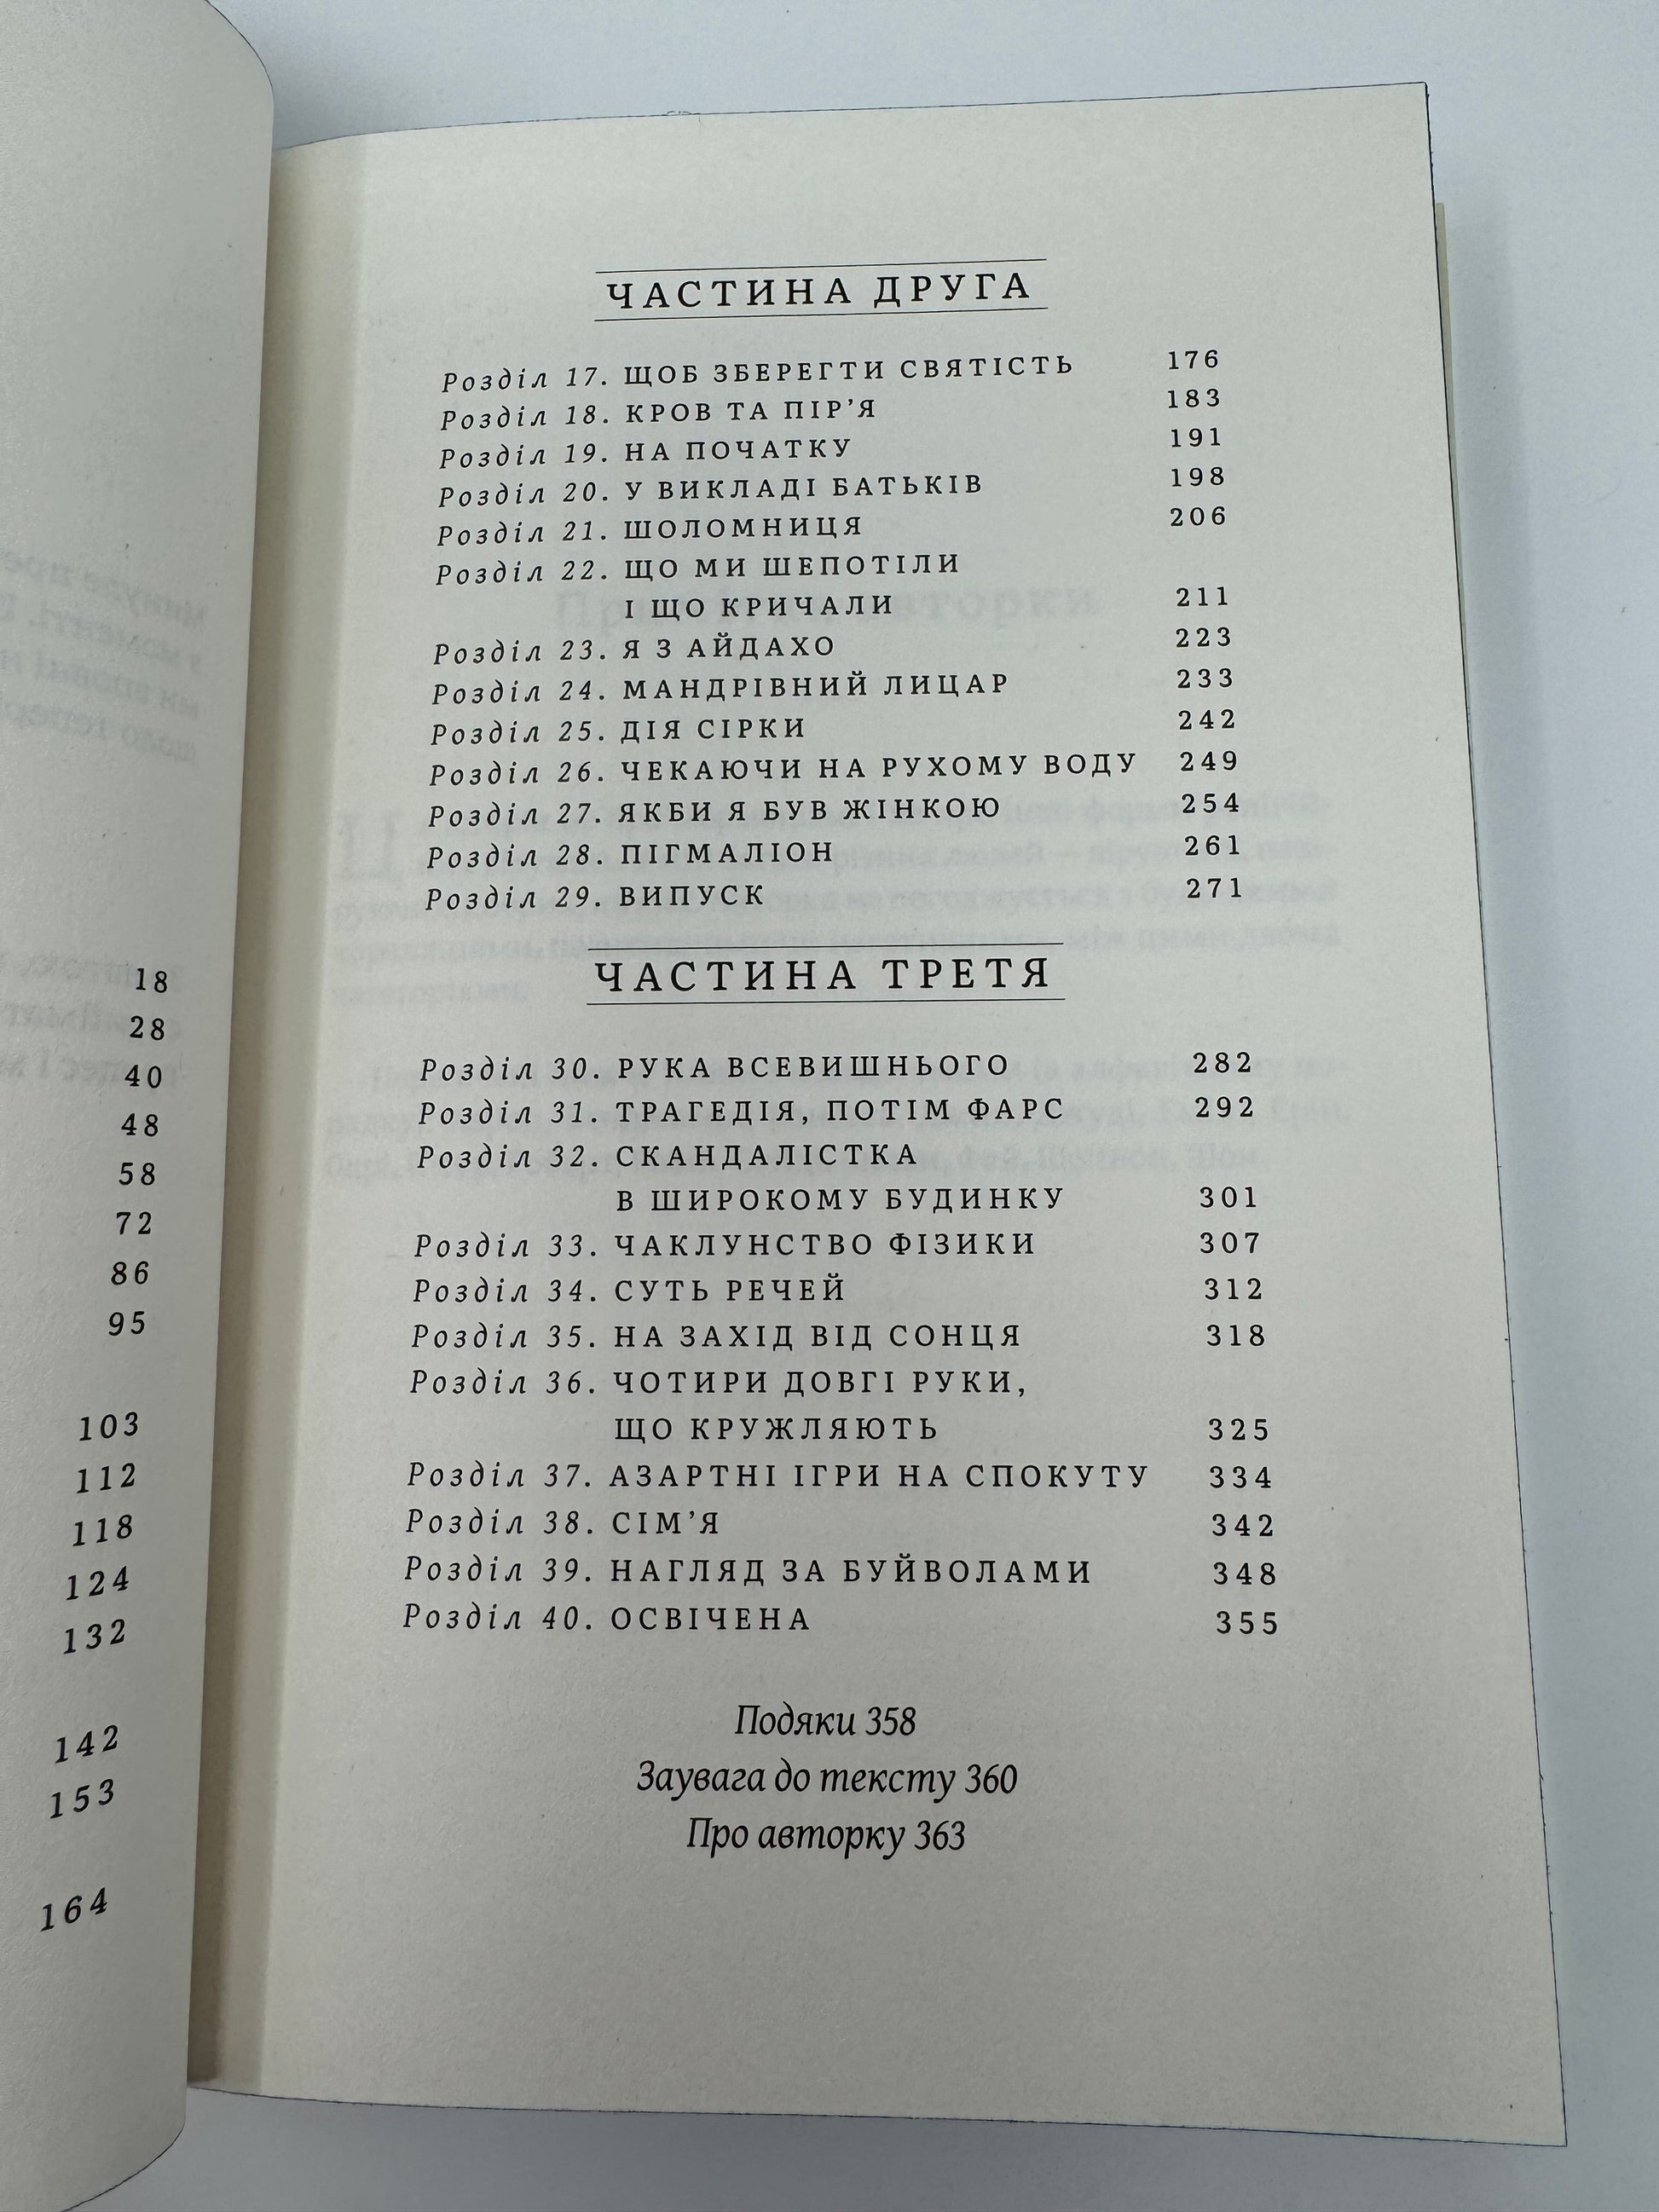 18
28
40
48
58
72
86
95
103
112
118
124
132
142
153
164
ЧАСТИНА ДРУГА
Розділ 17. ЩОБ ЗБЕРЕГТИ СВЯТІСТЬ 176
Розділ 18. КРОВ ТА ПІР’Я 183
Розділ 19. НА ПОЧАТКУ 191
Розділ 20. У ВИКЛАДІ БАТЬКІВ 198
Розділ 21. ШОЛОМНИЦЯ 206
Розділ 22. ЩО МИ ШЕПОТІЛИ
І ЩО КРИЧАЛИ 211
Розділ 23. Я З АЙДАХО 223
Розділ 24. МАНДРІВНИЙ ЛИЦАР 233
Розділ 25. ДІЯ СІРКИ 242
Розділ 26. ЧЕКАЮЧИ НА РУХОМУ ВОДУ 249
Розділ 27. ЯКБИ Я БУВ ЖІНКОЮ 254
Розділ 28. ПІГМАЛІОН 261
Розділ 29. ВИПУСК 271
ЧАСТИНА ТРЕТЯ
Розділ 30. РУКА ВСЕВИШНЬОГО 282
Розділ 31. ТРАГЕДІЯ, ПОТІМ ФАРС 292
Розділ 32. СКАНДАЛІСТКА
В ШИРОКОМУ БУДИНКУ 301
Розділ 33. ЧАКЛУНСТВО ФІЗИКИ 307
Розділ 34. СУТЬ РЕЧЕЙ 312
Розділ 35. НА ЗАХІД ВІД СОНЦЯ 318
Розділ 36. ЧОТИРИ ДОВГІ РУКИ,
ЩО КРУЖЛЯЮТЬ 325
Розділ 37. АЗАРТНІ ІГРИ НА СПОКУТУ 334
Розділ 38. СІМ’Я 342
Розділ 39. НАГЛЯД ЗА БУЙВОЛАМИ 348
Розділ 40. ОСВІЧЕНА 355
Подяки 358
Заувага до тексту 360
Про авторку 363